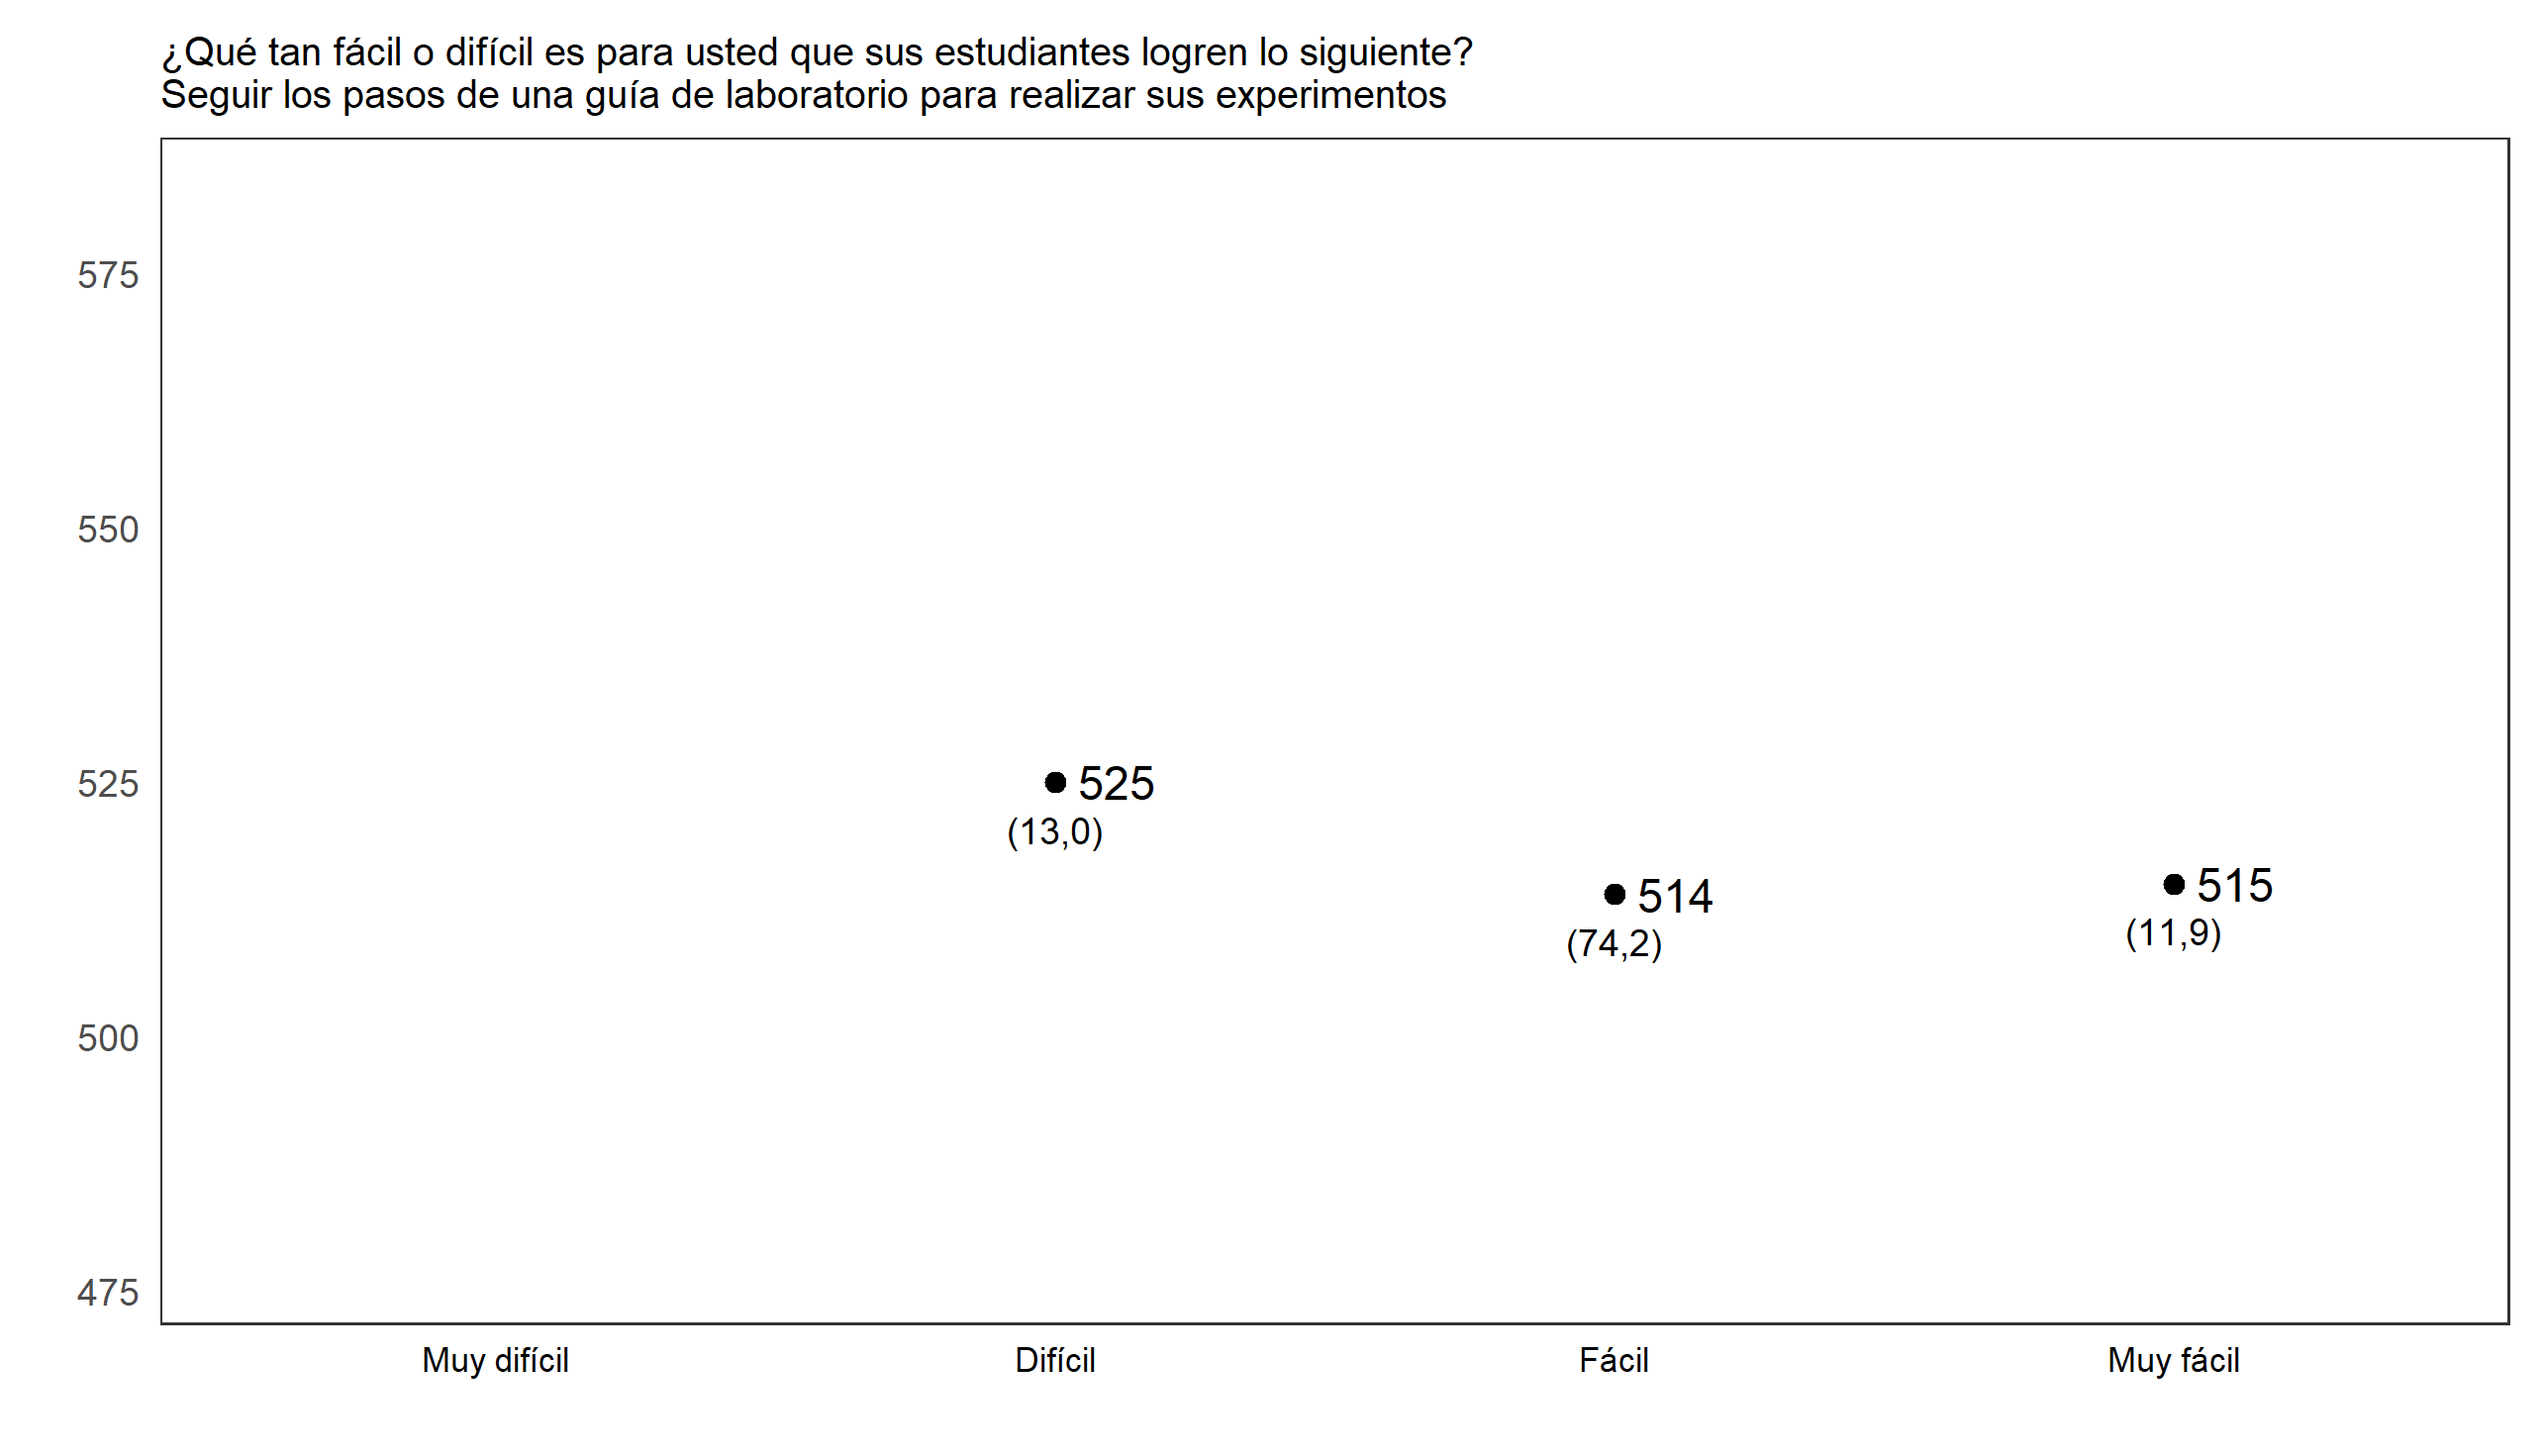 ¿Qué tan fácil o difícil es para usted que sus estudiantes logren lo siguiente?
Seguir los pasos de una guía de laboratorio para realizar sus experimentos
575
550
525
500
475
525
(13,0)
514
(74,2)
515
(11,9)
Muy difícil
Difícil
Fácil
Muy fácil